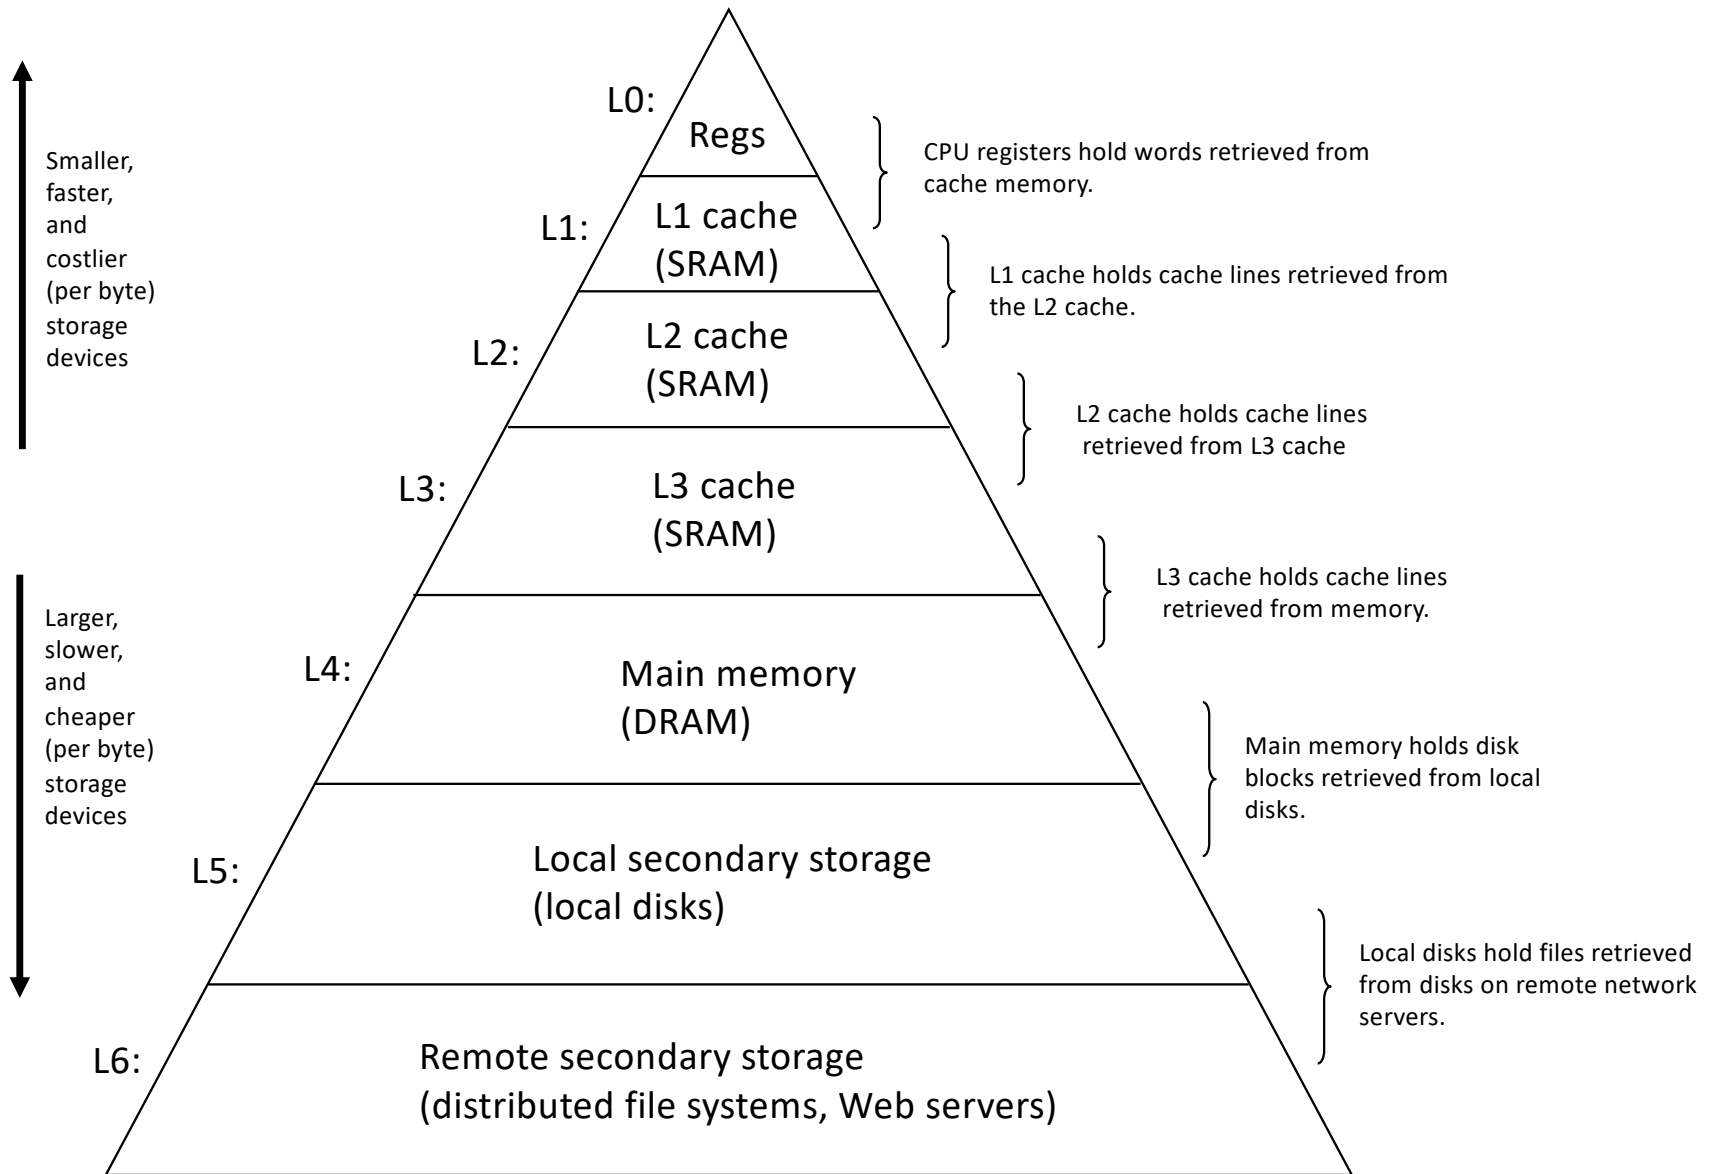 L0:
Regs
CPU registers hold words retrieved from
cache memory.
Smaller,
faster,
and
costlier
(per byte)
storage
devices
L1:
L1 cache
(SRAM)
L1 cache holds cache lines retrieved from
the L2 cache.
L2:
L2 cache
(SRAM)
L2 cache holds cache lines
retrieved from L3 cache
L3:
L3 cache
(SRAM)
L3 cache holds cache lines
retrieved from memory.
Larger,
slower,
and
cheaper
(per byte)
storage
devices
L4:
Main memory
(DRAM)
Main memory holds disk
blocks retrieved from local
disks.
L5:
Local secondary storage
(local disks)
Local disks hold files retrieved
from disks on remote network
servers.
L6:
Remote secondary storage
(distributed file systems, Web servers)